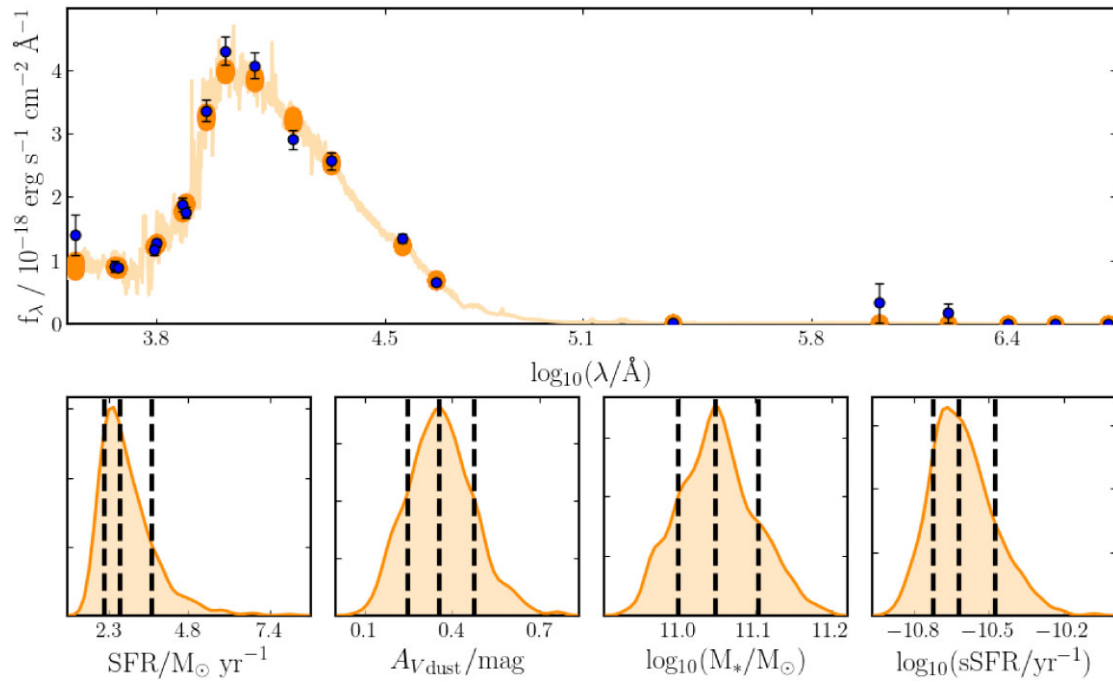 f_λ / 10⁻¹⁸ erg s⁻¹ cm⁻² Å⁻¹
4
3
2
1
0
3.8 4.5 5.1 5.8 6.4
log₁₀(λ/Å)
2.3 4.8 7.4
SFR/M⊙ yr⁻¹
0.1 0.4 0.7
A_V dust/mag
11.0 11.1 11.2
log₁₀(M_*/M⊙)
−10.8 −10.5 −10.2
log₁₀(sSFR/yr⁻¹)